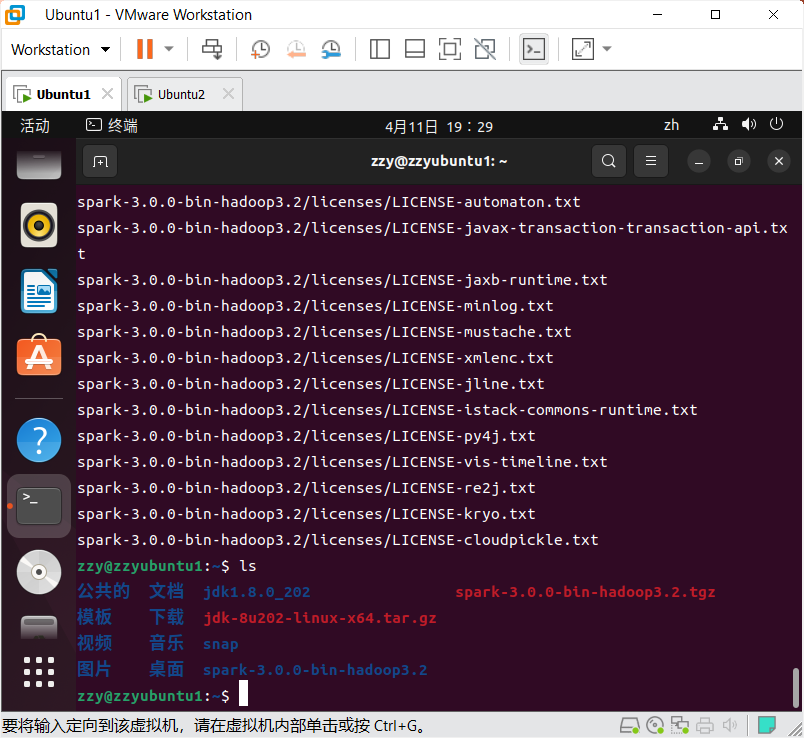 Ubuntu1 - VMware Workstation
Workstation
Ubuntu1 Ubuntu2
活动 终端 4月11日 19：29 zh
zzy@zzyubuntu1: ~
spark-3.0.0-bin-hadoop3.2/licenses/LICENSE-automaton.txt
spark-3.0.0-bin-hadoop3.2/licenses/LICENSE-javax-transaction-transaction-api.tx
t
spark-3.0.0-bin-hadoop3.2/licenses/LICENSE-jaxb-runtime.txt
spark-3.0.0-bin-hadoop3.2/licenses/LICENSE-minlog.txt
spark-3.0.0-bin-hadoop3.2/licenses/LICENSE-mustache.txt
spark-3.0.0-bin-hadoop3.2/licenses/LICENSE-xmlenc.txt
spark-3.0.0-bin-hadoop3.2/licenses/LICENSE-jline.txt
spark-3.0.0-bin-hadoop3.2/licenses/LICENSE-istack-commons-runtime.txt
spark-3.0.0-bin-hadoop3.2/licenses/LICENSE-py4j.txt
spark-3.0.0-bin-hadoop3.2/licenses/LICENSE-vis-timeline.txt
spark-3.0.0-bin-hadoop3.2/licenses/LICENSE-re2j.txt
spark-3.0.0-bin-hadoop3.2/licenses/LICENSE-kryo.txt
spark-3.0.0-bin-hadoop3.2/licenses/LICENSE-cloudpickle.txt
zzy@zzyubuntu1:~$ ls
公共的 文档 jdk1.8.0_202 spark-3.0.0-bin-hadoop3.2.tgz
模板 下载 jdk-8u202-linux-x64.tar.gz
视频 音乐 snap
图片 桌面 spark-3.0.0-bin-hadoop3.2
zzy@zzyubuntu1:~$
要将输入定向到该虚拟机，请在虚拟机内部单击或按 Ctrl+G。